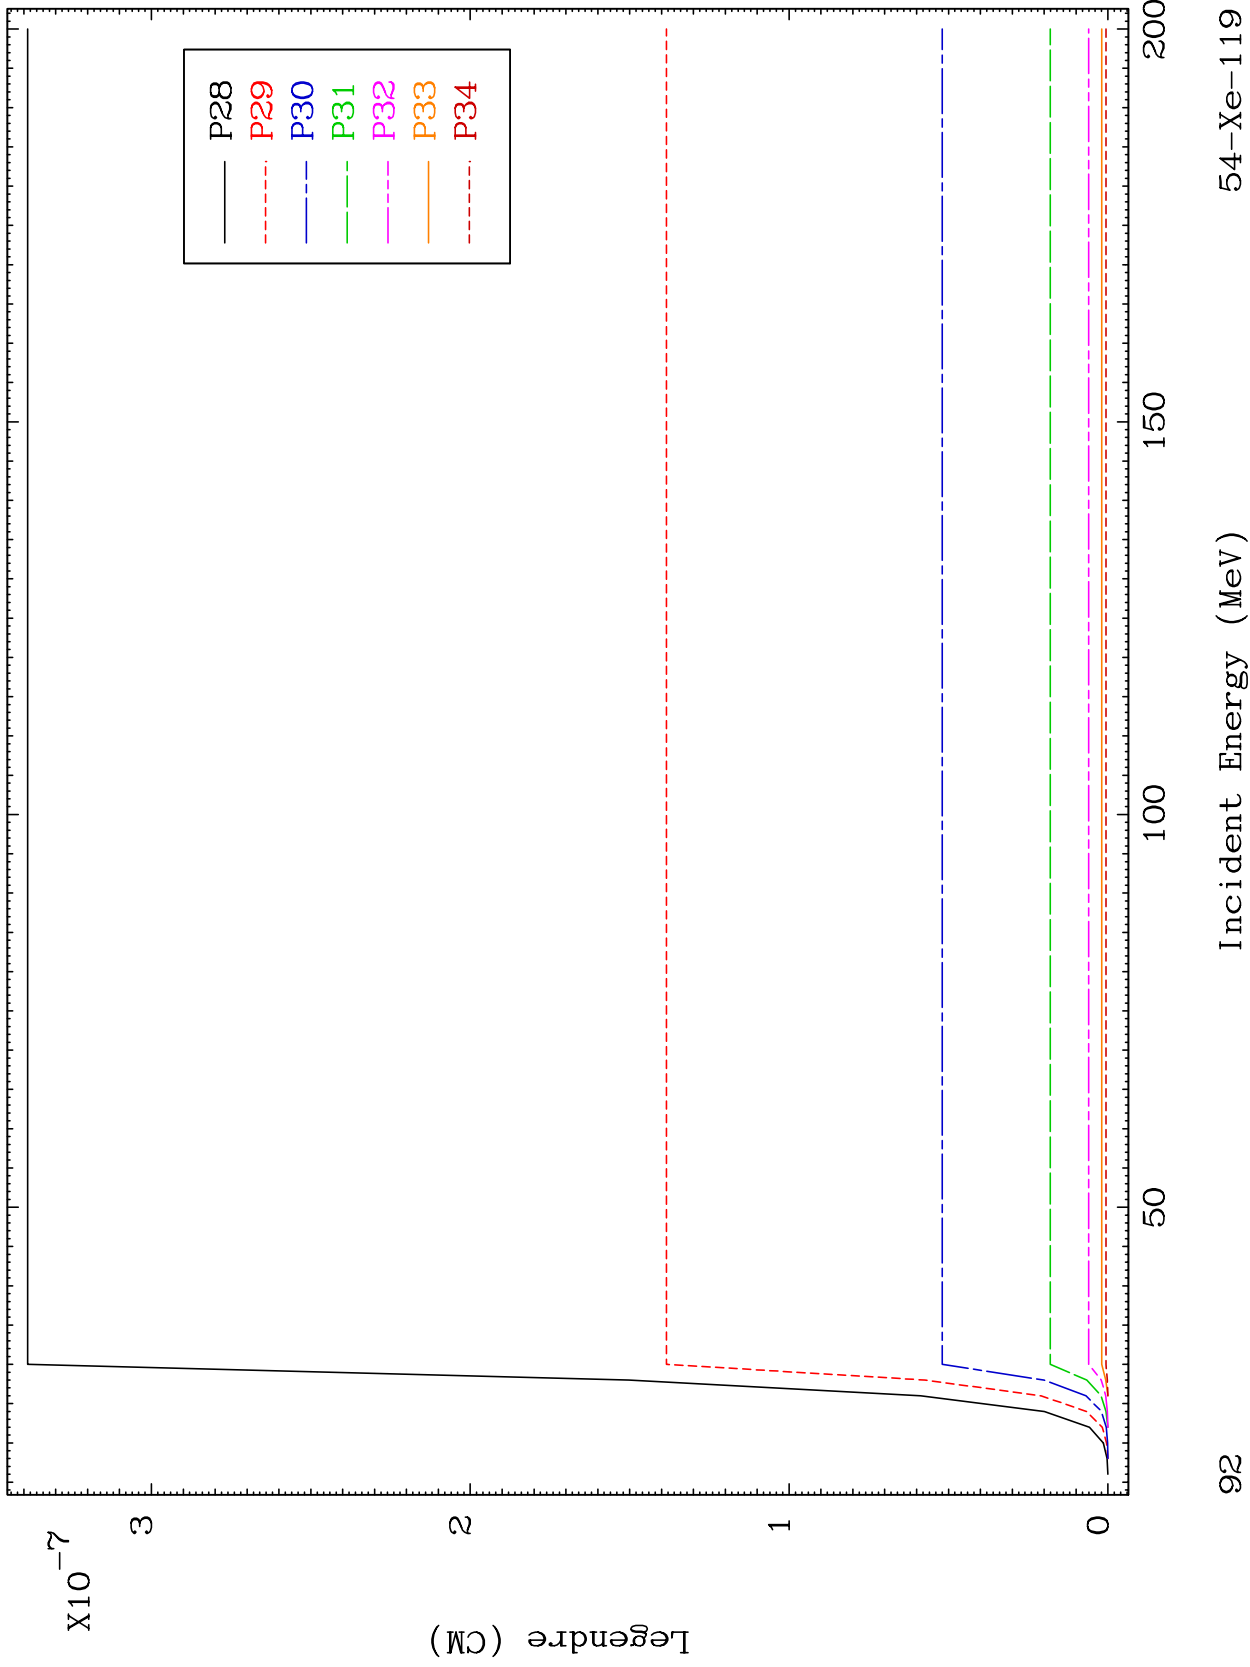 X10-7
3
2
1
0
Legendre (CM)
P28
P29
P30
P31
P32
P33
P34
50
100
150
200
92
Incident Energy (MeV)
54-Xe-119